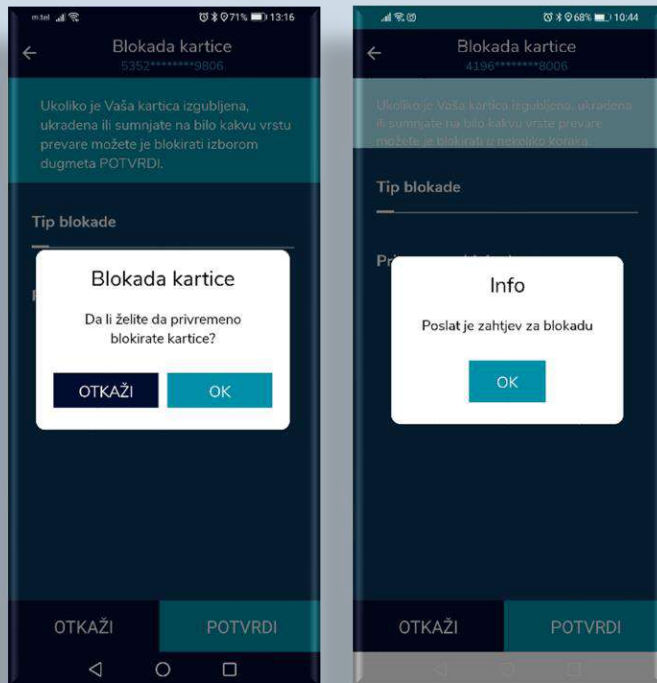 m:tel 71% 13:16
Blokada kartice
5352********9806
Ukoliko je Vaša kartica izgubljena,
ukradena ili sumnjate na bilo kakvu vrstu
prevare možete je blokirati izborom
dugmeta POTVRDI.
Tip blokade
Blokada kartice
Da li želite da privremeno
blokirate kartice?
OTKAŽI OK
OTKAŽI POTVRDI
68% 10:44
Blokada kartice
4196********8006
Ukoliko je Vaša kartica izgubljena, ukradena
ili sumnjate na bilo kakvu vrste prevare
možete je blokirati u nekoliko koraka.
Tip blokade
Info
Poslat je zahtjev za blokadu
OK
OTKAŽI POTVRDI